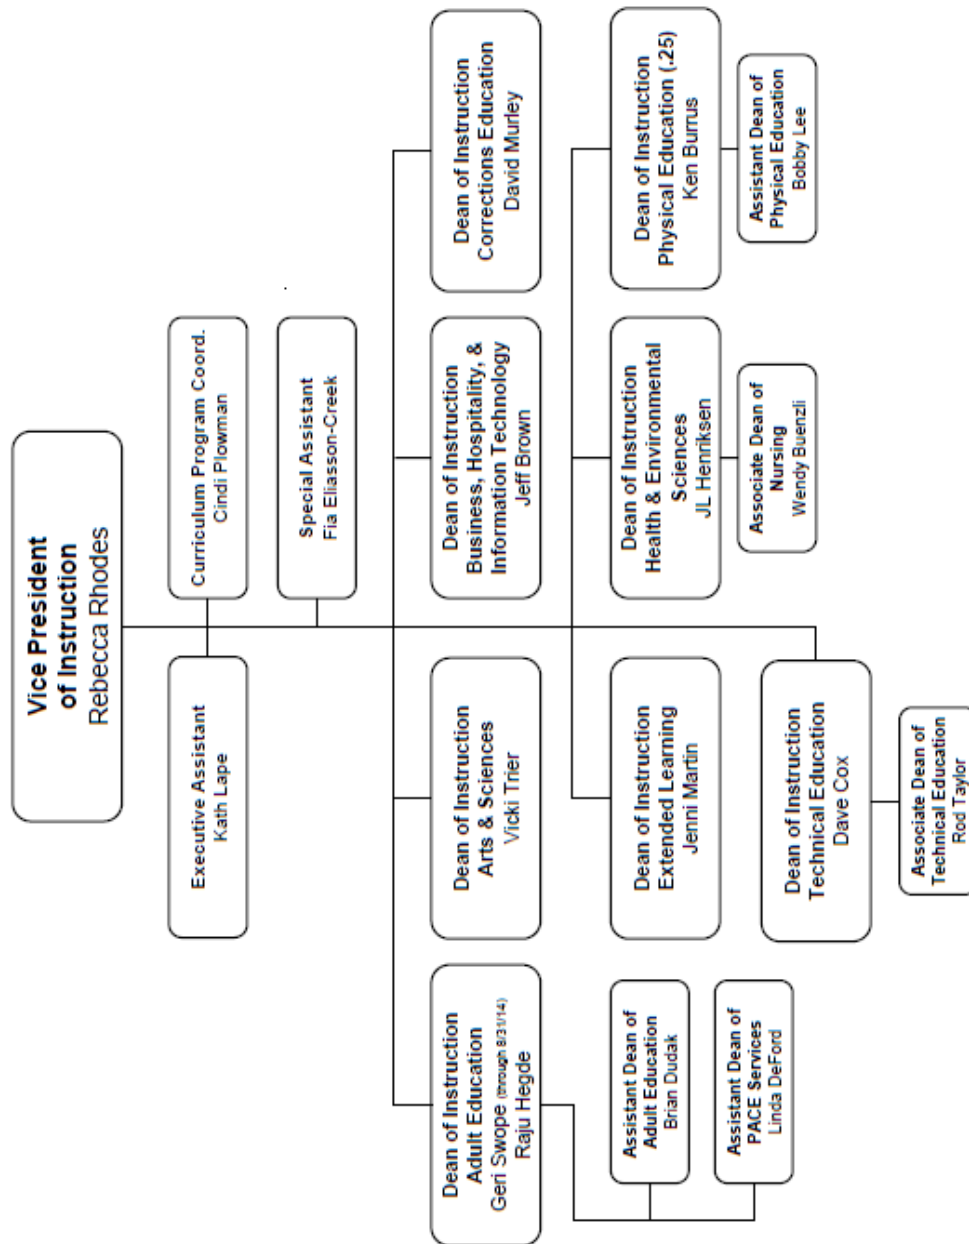 Vice President
of Instruction
Rebecca Rhodes
Executive Assistant
Kath Lape
Curriculum Program Coord.
Cindi Plowman
Special Assistant
Fia Eliasson-Creek
Dean of Instruction
Adult Education
Geri Swope (through 8/31/14)
Raju Hegde
Dean of Instruction
Arts & Sciences
Vicki Trier
Dean of Instruction
Business, Hospitality, &
Information Technology
Jeff Brown
Dean of Instruction
Corrections Education
David Murley
Assistant Dean of
Adult Education
Brian Dudak
Assistant Dean of
PACE Services
Linda DeFord
Dean of Instruction
Extended Learning
Jenni Martin
Dean of Instruction
Health & Environmental
Sciences
JL Henriksen
Dean of Instruction
Physical Education (.25)
Ken Burrus
Associate Dean of
Nursing
Wendy Buenzli
Assistant Dean of
Physical Education
Bobby Lee
Dean of Instruction
Technical Education
Dave Cox
Associate Dean of
Technical Education
Rod Taylor